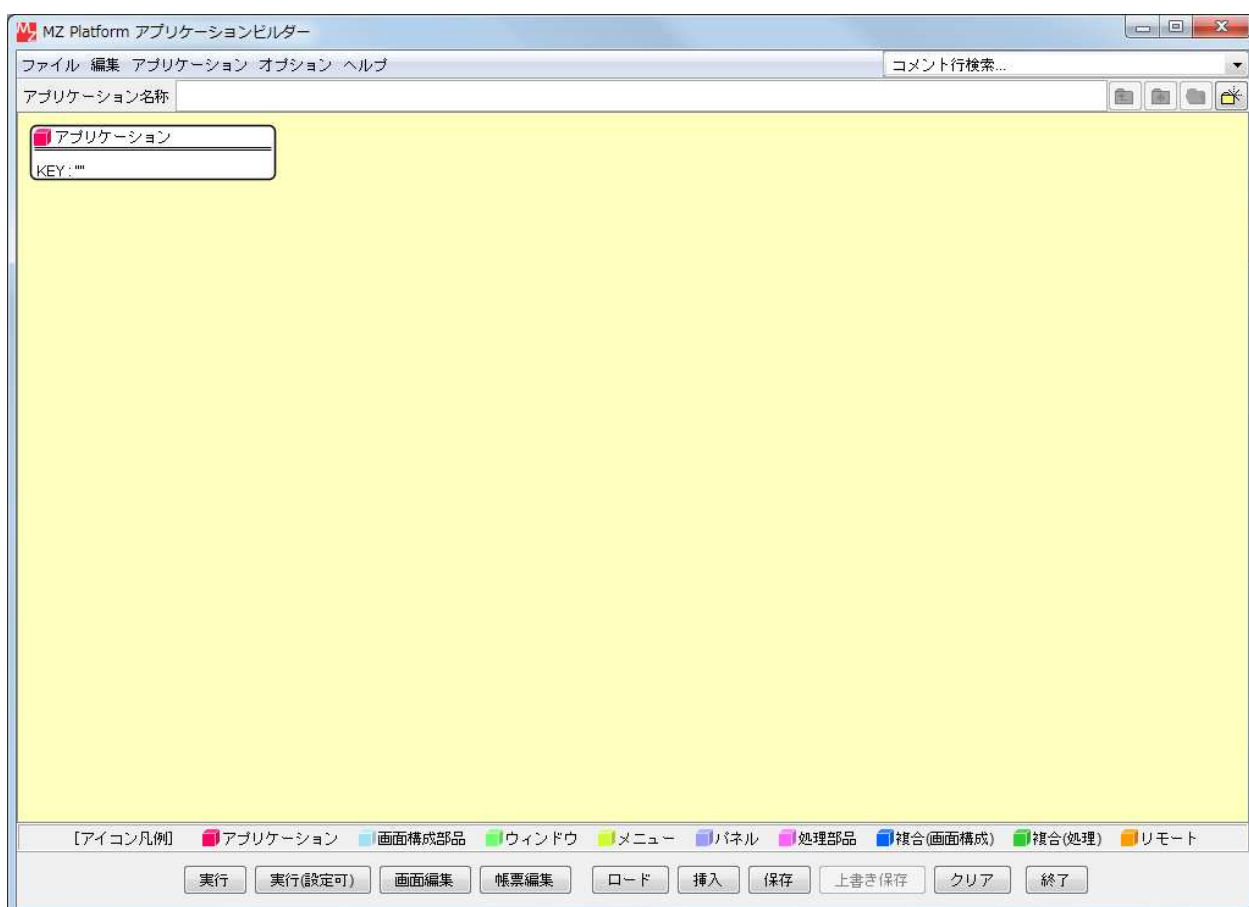 MZ Platform アプリケーションビルダー
ファイル 編集 アプリケーション オプション ヘルプ コメント行検索...
アプリケーション名称
アプリケーション
KEY : ""
[アイコン凡例] アプリケーション 画面構成部品 ウィンドウ メニュー パネル 処理部品 複合(画面構成) 複合(処理) リモート
実行 実行(設定可) 画面編集 帳票編集 ロード 挿入 保存 上書き保存 クリア 終了